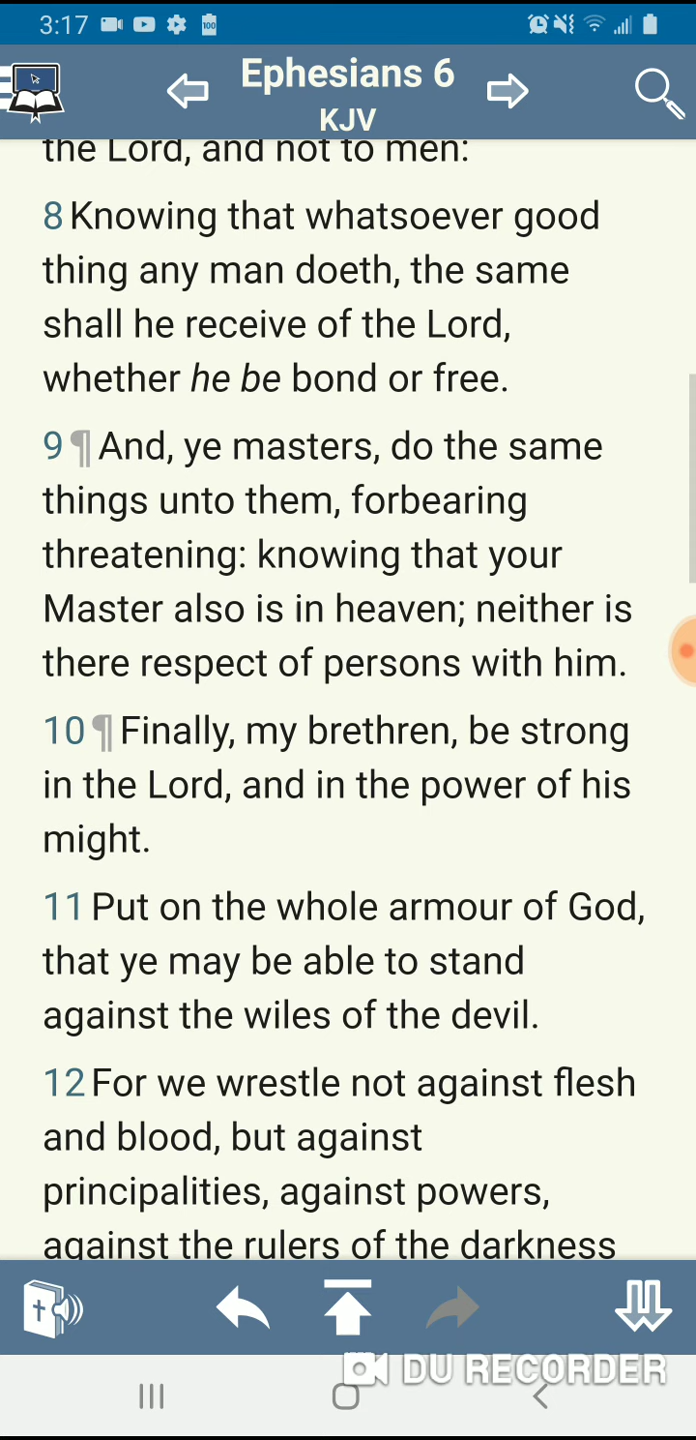 3:17
100
Ephesians 6
KJV
the Lord, and not to men:
8 Knowing that whatsoever good
thing any man doeth, the same
shall he receive of the Lord,
whether he be bond or free.
9 ¶ And, ye masters, do the same
things unto them, forbearing
threatening: knowing that your
Master also is in heaven; neither is
there respect of persons with him.
10 ¶ Finally, my brethren, be strong
in the Lord, and in the power of his
might.
11 Put on the whole armour of God,
that ye may be able to stand
against the wiles of the devil.
12 For we wrestle not against flesh
and blood, but against
principalities, against powers,
against the rulers of the darkness
DU RECORDER